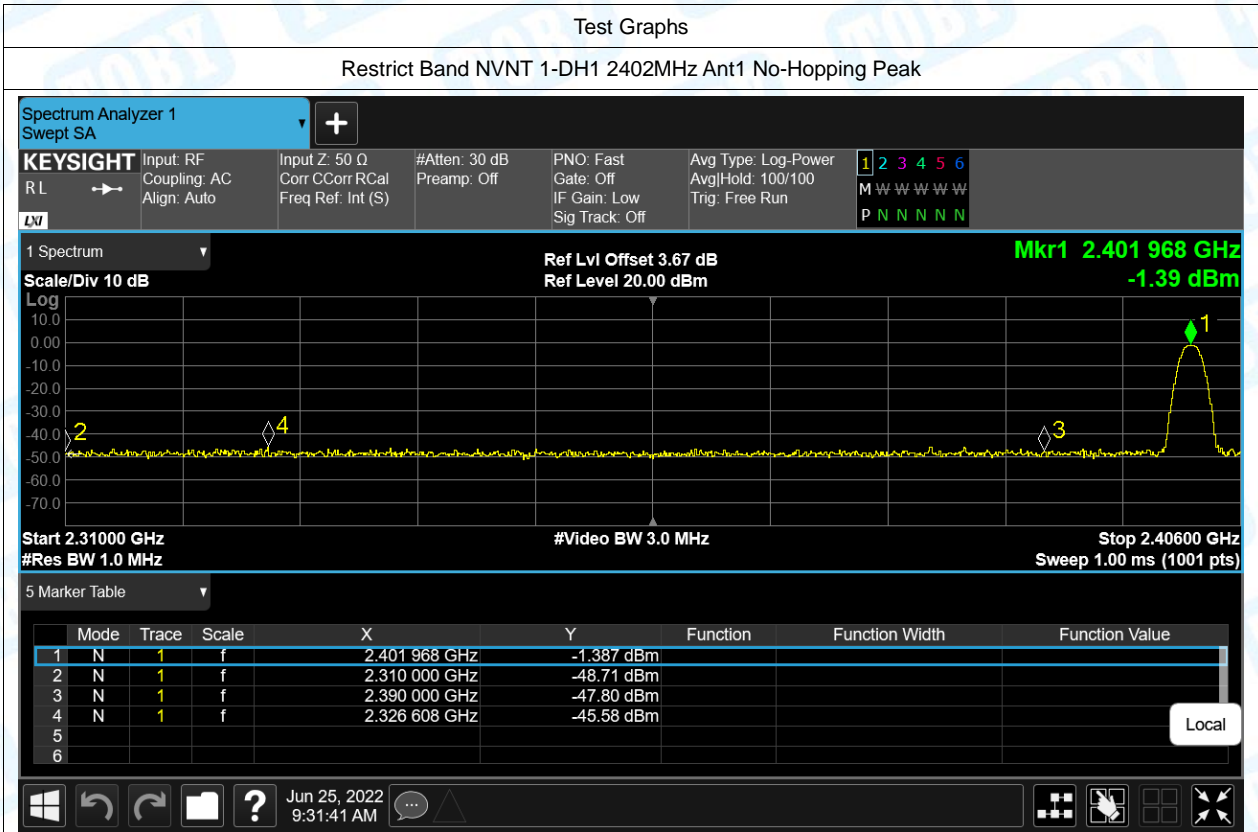 Test Graphs
Restrict Band NVNT 1-DH1 2402MHz Ant1 No-Hopping Peak
Spectrum Analyzer 1
Swept SA
KEYSIGHT
RL
LXI
Input: RF
Coupling: AC
Align: Auto
Input Z: 50 Ω
Corr CCorr RCal
Freq Ref: Int (S)
#Atten: 30 dB
Preamp: Off
PNO: Fast
Gate: Off
IF Gain: Low
Sig Track: Off
Avg Type: Log-Power
Avg|Hold: 100/100
Trig: Free Run
1 2 3 4 5 6
M W W W W W
P N N N N N
1 Spectrum
Scale/Div 10 dB
Ref Lvl Offset 3.67 dB
Ref Level 20.00 dBm
Mkr1 2.401 968 GHz
-1.39 dBm
Log
10.0
0.00
-10.0
-20.0
-30.0
-40.0
-50.0
-60.0
-70.0
1
2
4
3
Start 2.31000 GHz
#Res BW 1.0 MHz
#Video BW 3.0 MHz
Stop 2.40600 GHz
Sweep 1.00 ms (1001 pts)
5 Marker Table
Mode Trace Scale X Y Function Function Width Function Value
1 N 1 f 2.401 968 GHz -1.387 dBm
2 N 1 f 2.310 000 GHz -48.71 dBm
3 N 1 f 2.390 000 GHz -47.80 dBm
4 N 1 f 2.326 608 GHz -45.58 dBm
5
6
Local
?
Jun 25, 2022
9:31:41 AM
TOBY